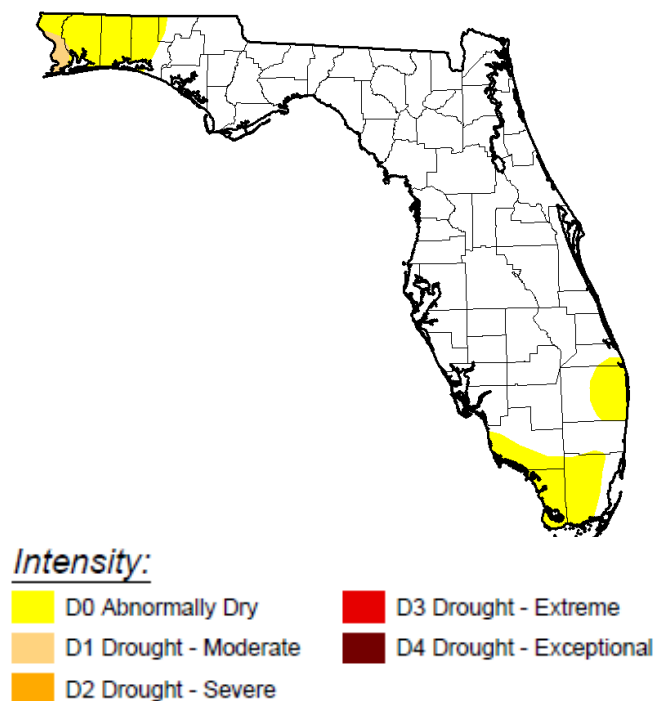 Intensity:
D0 Abnormally Dry
D1 Drought - Moderate
D2 Drought - Severe
D3 Drought - Extreme
D4 Drought - Exceptional